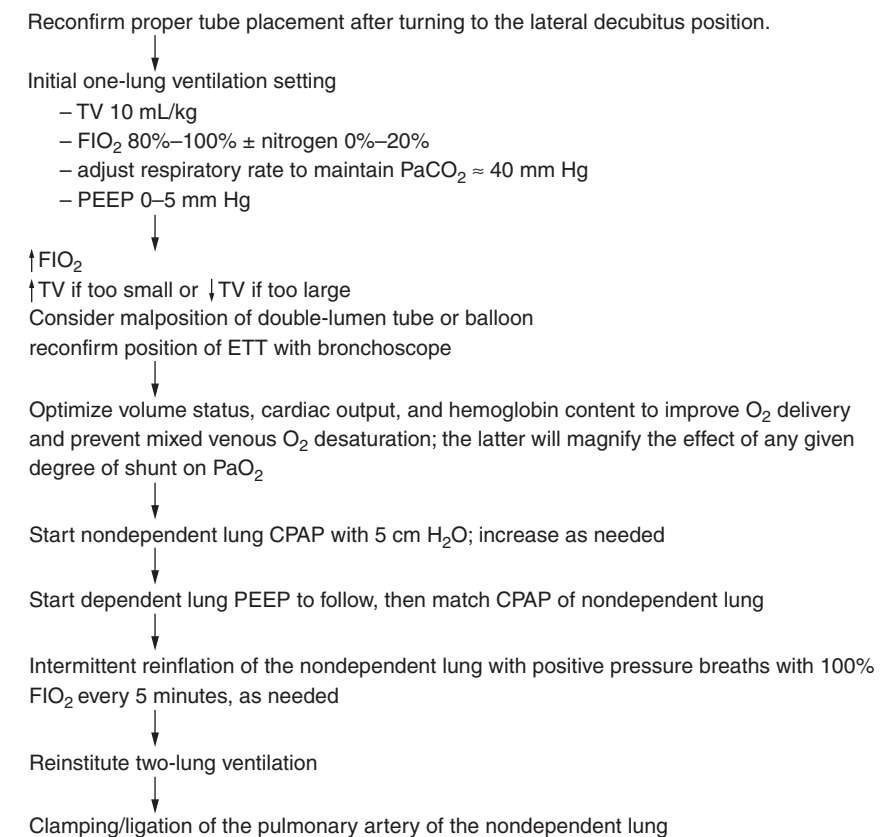 Reconfirm proper tube placement after turning to the lateral decubitus position.
Initial one-lung ventilation setting
– TV 10 mL/kg
– FIO₂ 80%–100% ± nitrogen 0%–20%
– adjust respiratory rate to maintain PaCO₂ ≈ 40 mm Hg
– PEEP 0–5 mm Hg
↑FIO₂
↑TV if too small or ↓TV if too large
Consider malposition of double-lumen tube or balloon
reconfirm position of ETT with bronchoscope
Optimize volume status, cardiac output, and hemoglobin content to improve O₂ delivery
and prevent mixed venous O₂ desaturation; the latter will magnify the effect of any given
degree of shunt on PaO₂
Start nondependent lung CPAP with 5 cm H₂O; increase as needed
Start dependent lung PEEP to follow, then match CPAP of nondependent lung
Intermittent reinflation of the nondependent lung with positive pressure breaths with 100%
FIO₂ every 5 minutes, as needed
Reinstitute two-lung ventilation
Clamping/ligation of the pulmonary artery of the nondependent lung